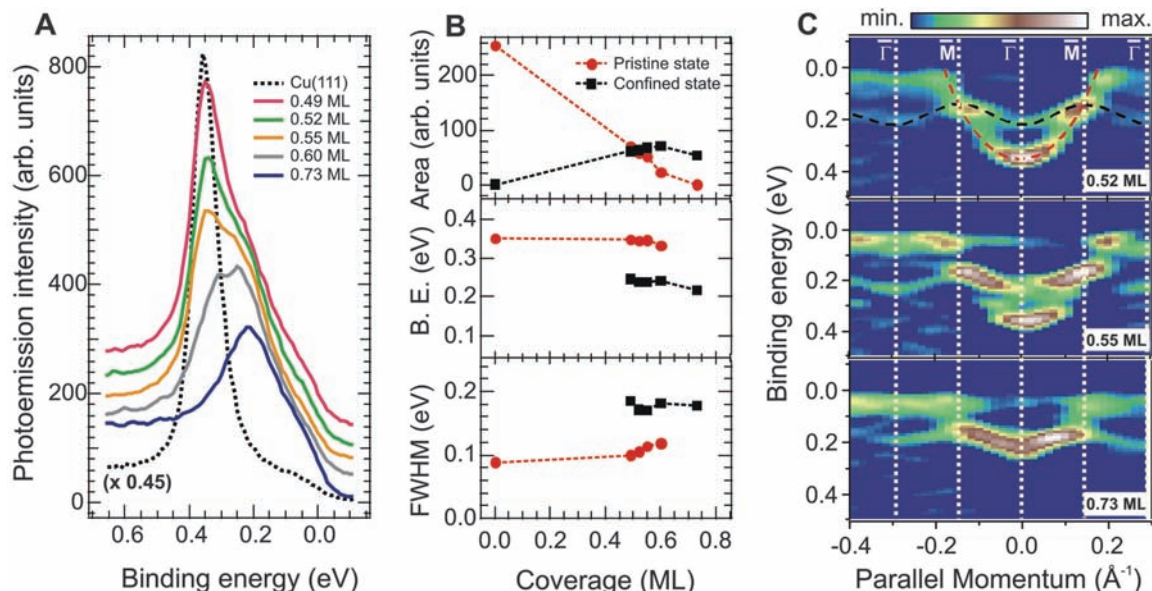 A
Photoemission intensity (arb. units)
800
600
400
200
0
Cu(111)
0.49 ML
0.52 ML
0.55 ML
0.60 ML
0.73 ML
(x 0.45)
0.6 0.4 0.2 0.0
Binding energy (eV)
B
Area (arb. units)
200
100
0
Pristine state
Confined state
B. E. (eV)
0.4
0.3
0.2
0.1
FWHM (eV)
0.2
0.1
0.0
0.0 0.2 0.4 0.6 0.8
Coverage (ML)
C
min. max.
Γ̅ M̅ Γ̅ M̅ Γ̅
Binding energy (eV)
0.0
0.2
0.4
0.52 ML
0.0
0.2
0.4
0.55 ML
0.0
0.2
0.4
0.73 ML
-0.4 -0.2 0.0 0.2
Parallel Momentum (Å⁻¹)